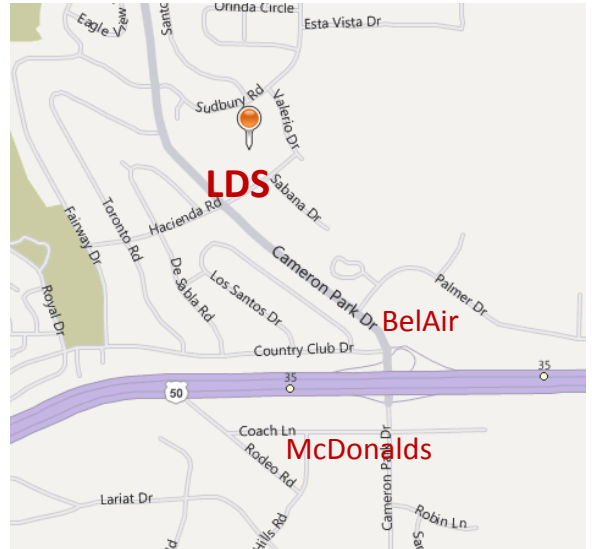 Orinda Circle
Esta Vista Dr
Eagle View
Sudbury Rd
Valerio Dr
LDS
Sabana Dr
Hacienda Rd
Fairway Dr
Toronto Rd
De Sabla Rd
Los Santos Dr
Cameron Park Dr
Palmer Dr
BelAir
Royal Dr
Country Club Dr
35
35
50
Coach Ln
McDonalds
Rodeo Rd
Cameron Park Dr
Lariat Dr
Hills Rd
Robin Ln